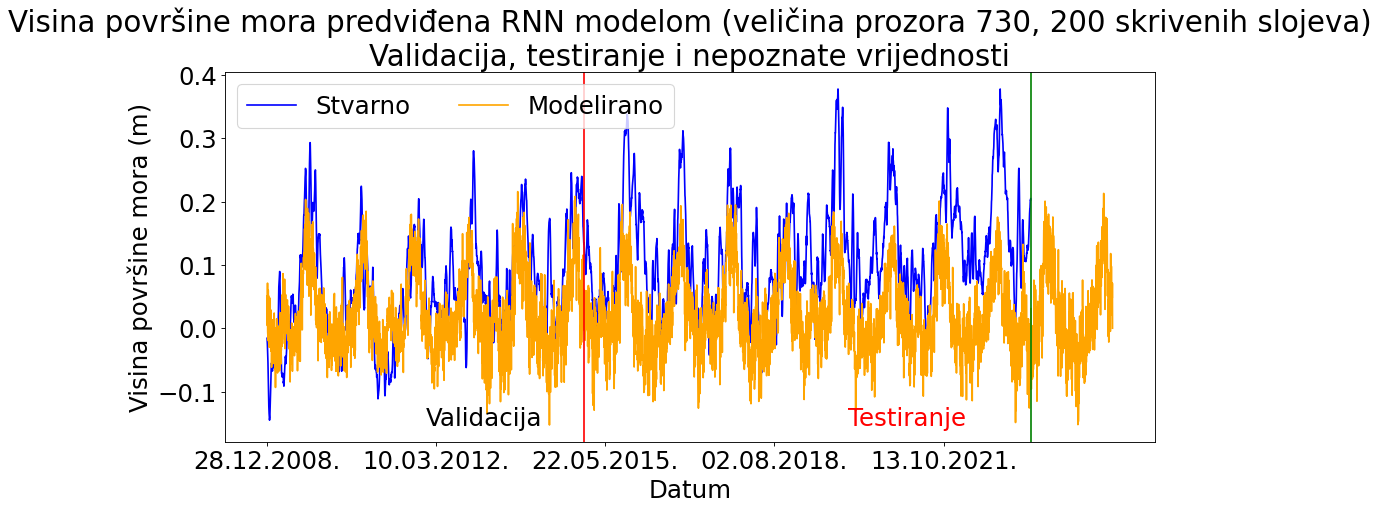 Visina površine mora predviđena RNN modelom (veličina prozora 730, 200 skrivenih slojeva)
Validacija, testiranje i nepoznate vrijednosti
Stvarno
Modelirano
Visina površine mora (m)
0.4
0.3
0.2
0.1
0.0
−0.1
Validacija
Testiranje
28.12.2008.
10.03.2012.
22.05.2015.
02.08.2018.
13.10.2021.
Datum